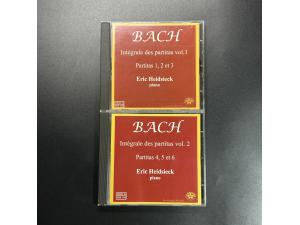 BACH
Intégrale des partitas vol.1
Partitas 1, 2 et 3
Eric Heidsieck
piano
BACH
Intégrale des partitas vol. 2
Partitas 4, 5 et 6
Eric Heidsieck
piano